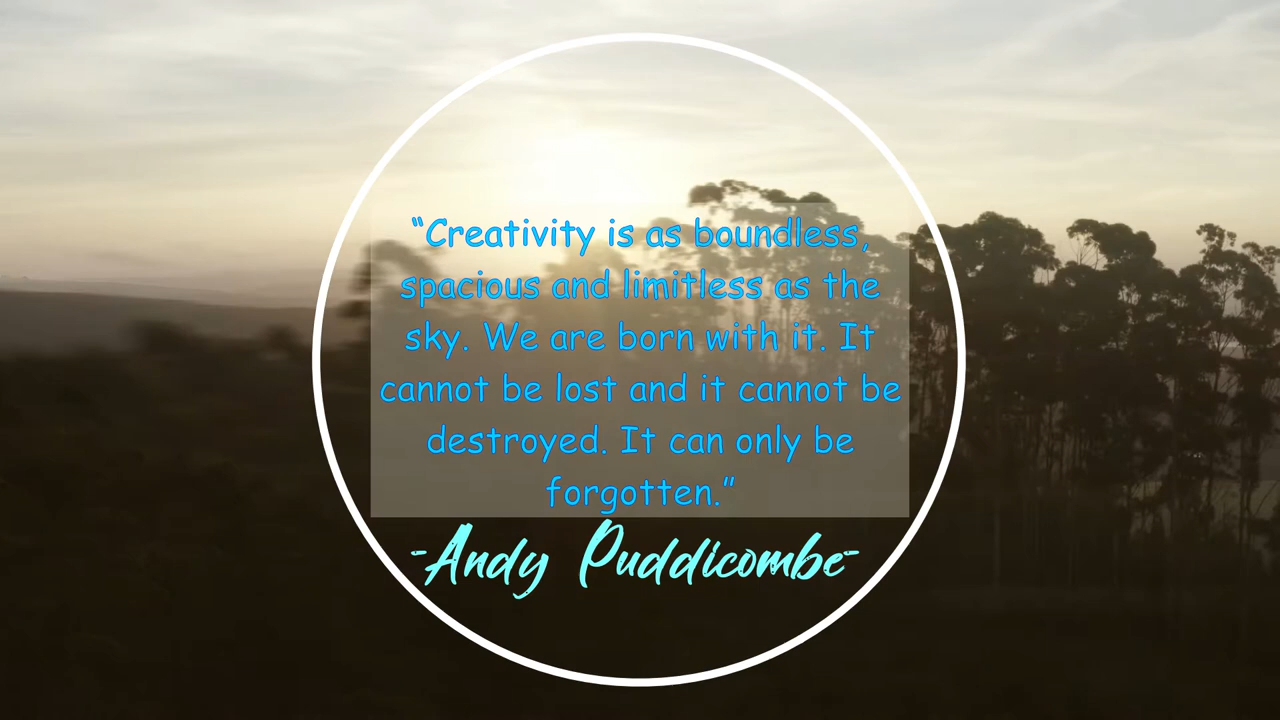 “Creativity is as boundless,
spacious and limitless as the
sky. We are born with it. It
cannot be lost and it cannot be
destroyed. It can only be
forgotten.”
-Andy Puddicombe-